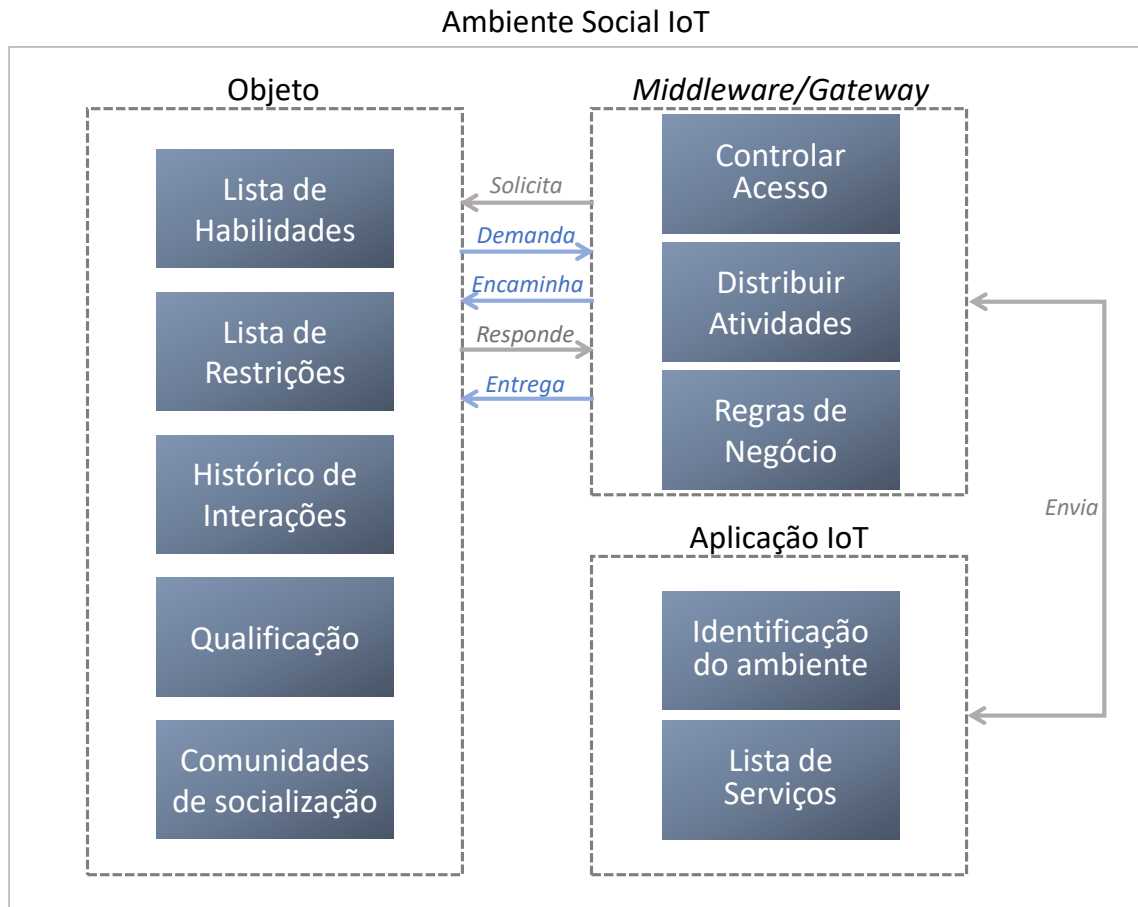 Ambiente Social IoT
Objeto
Lista de
Habilidades
Lista de
Restrições
Histórico de
Interações
Qualificação
Comunidades
de socialização
Solicita
Demanda
Encaminha
Responde
Entrega
Middleware/Gateway
Controlar
Acesso
Distribuir
Atividades
Regras de
Negócio
Envia
Aplicação IoT
Identificação
do ambiente
Lista de
Serviços